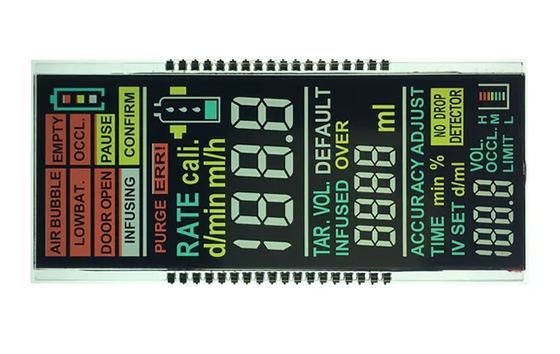 EMPTY
OCCL.
PAUSE
CONFIRM
AIR BUBBLE
LOWBAT.
DOOR OPEN
INFUSING
PURGE ERR!
RATE cali.
d/min ml/h
188.8
TAR. VOL. DEFAULT
INFUSED OVER
8888 ml
ACCURACY ADJUST
TIME min %
IV SET d/ml
NO DROP
DETECTOR
188.8
VOL.
OCCL.
LIMIT
H
M
L